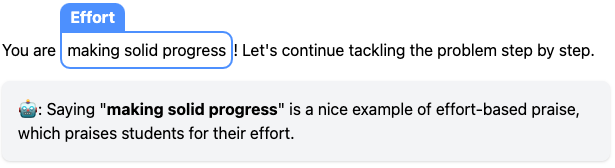 Effort
You are making solid progress! Let's continue tackling the problem step by step.
🤖: Saying "making solid progress" is a nice example of effort-based praise,
which praises students for their effort.